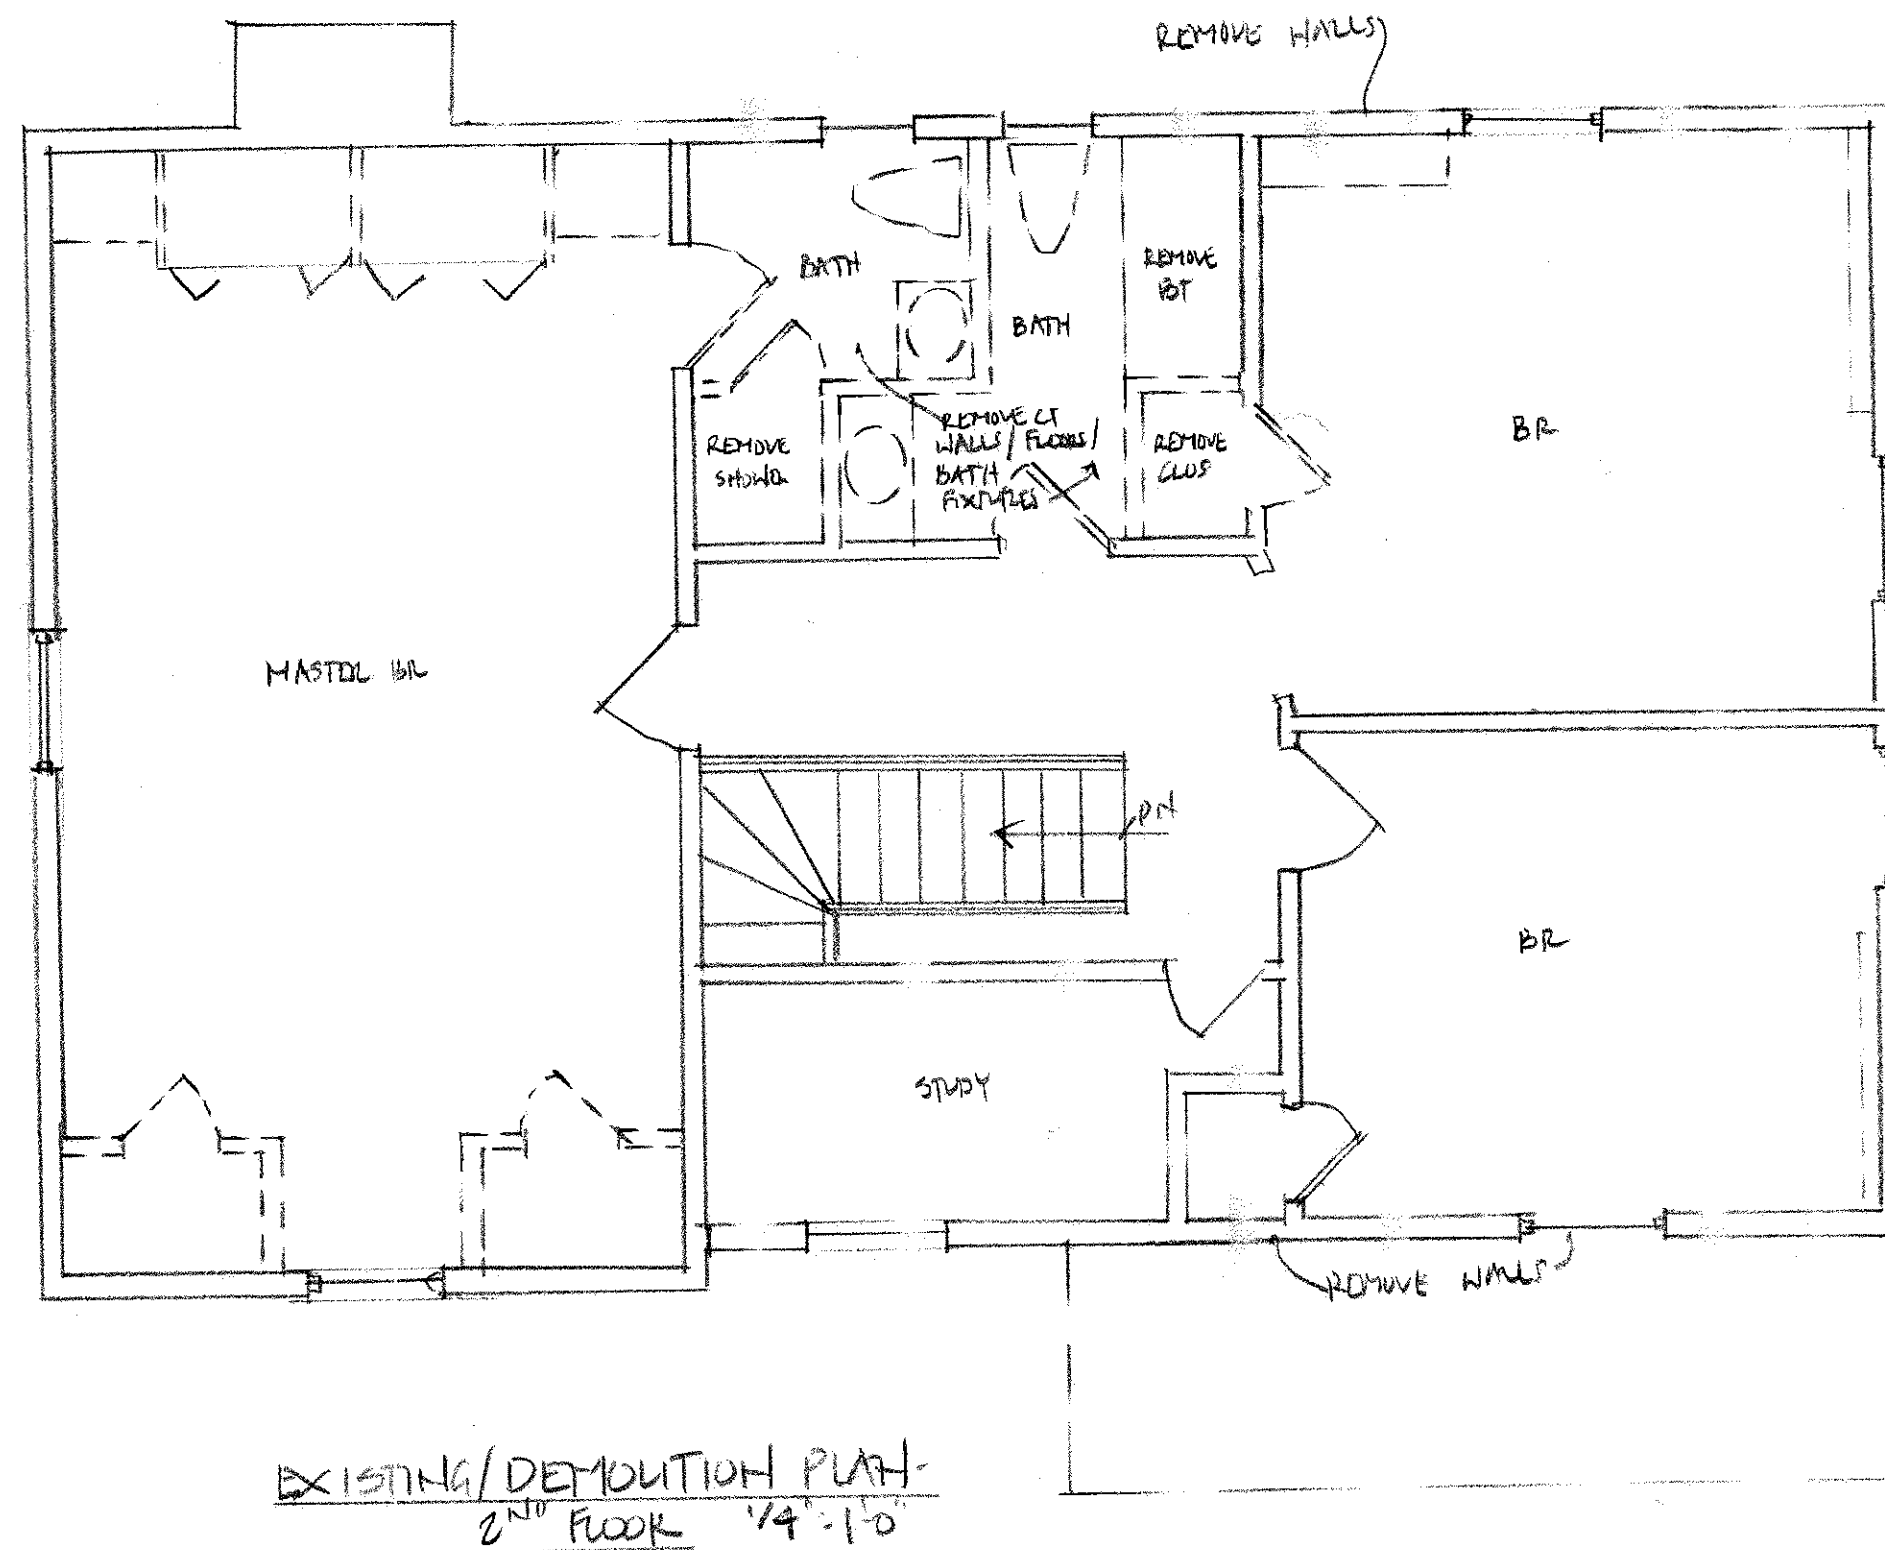 REMOVE WALLS
BATH
REMOVE
BT
BATH
REMOVE CT
WALLS/FLOORS/
BATH
FIXTURES
REMOVE
SHOWER
REMOVE
CLOS
BR
MASTER BR
DN
BR
STUDY
REMOVE WALLS
EXISTING/DEMOLITION PLAN-
2ND FLOOR 1/4"=1'-0"